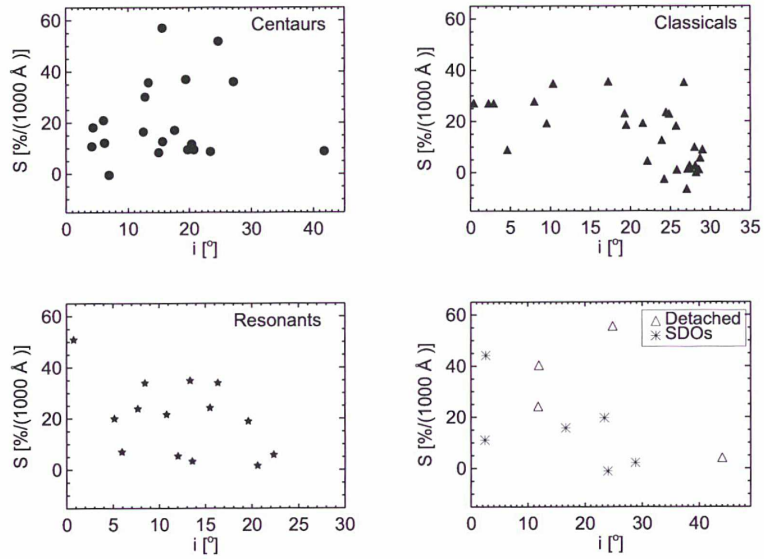 Centaurs
S [%/(1000 Å )]
60
40
20
0
0 10 20 30 40
i [º]
Classicals
S [%/(1000 Å )]
60
40
20
0
0 5 10 15 20 25 30 35
i [º]
Resonants
S [%/(1000 Å )]
60
40
20
0
0 5 10 15 20 25 30
i [º]
Detached
SDOs
S [%/(1000 Å )]
60
40
20
0
0 10 20 30 40
i [º]